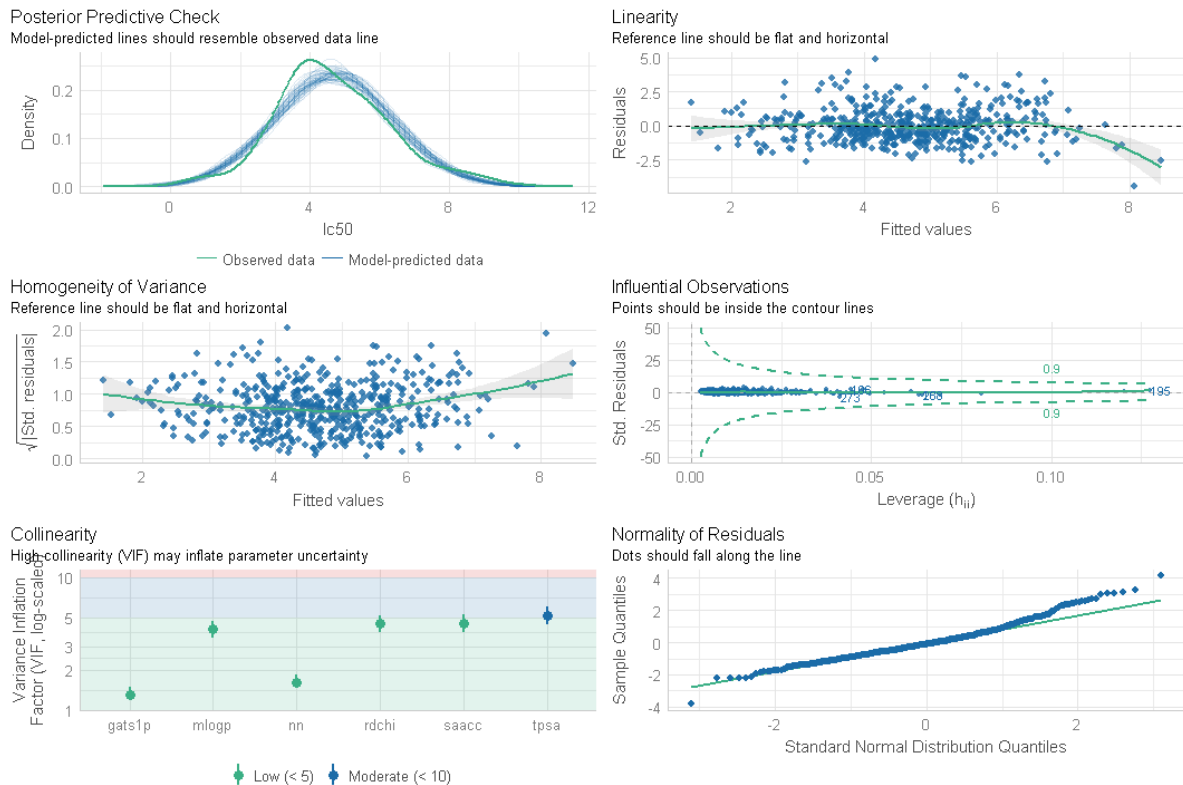 Posterior Predictive Check
Model-predicted lines should resemble observed data line
Density
0.2
0.1
0.0
0
4
8
12
lc50
Observed data
Model-predicted data
Linearity
Reference line should be flat and horizontal
Residuals
5.0
2.5
0.0
-2.5
2
4
6
8
Fitted values
Homogeneity of Variance
Reference line should be flat and horizontal
√|Std. residuals|
2.0
1.5
1.0
0.5
0.0
2
4
6
8
Fitted values
Influential Observations
Points should be inside the contour lines
Std. Residuals
50
25
0
-25
-50
0.9
196
273
268
195
0.9
0.00
0.05
0.10
Leverage (hii)
Collinearity
High collinearity (VIF) may inflate parameter uncertainty
Variance Inflation
Factor (VIF, log-scaled)
10
5
3
2
1
gats1p
mlogp
nn
rdchi
saacc
tpsa
Low (< 5)
Moderate (< 10)
Normality of Residuals
Dots should fall along the line
Sample Quantiles
4
2
0
-2
-4
-2
0
2
Standard Normal Distribution Quantiles